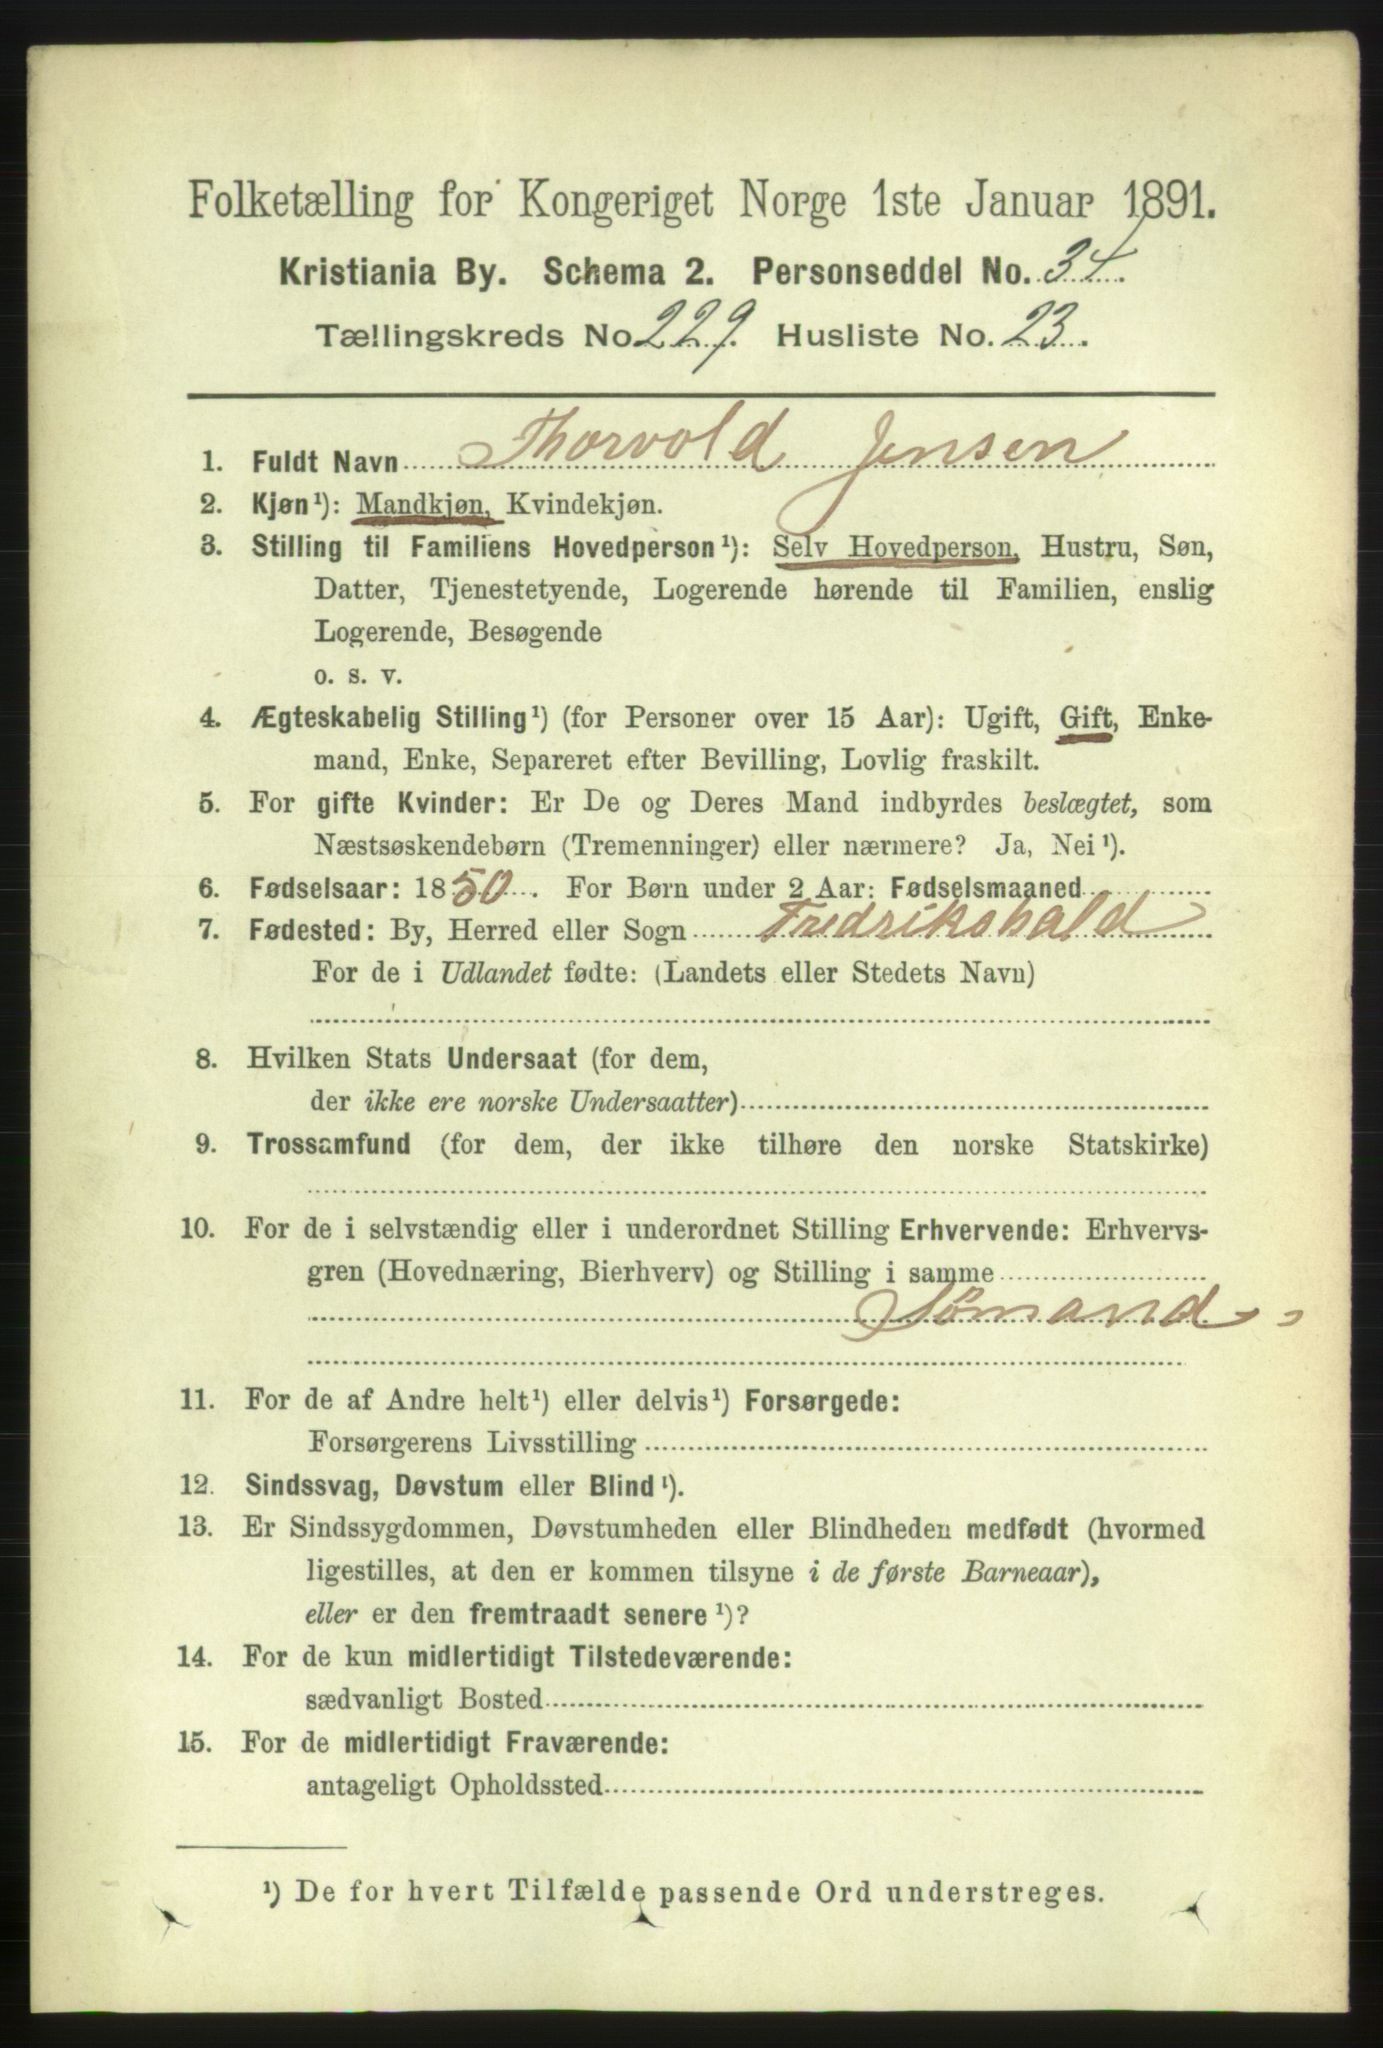 Folketælling for Kongeriget Norge 1ste Januar 1891.
Kristiania By. Schema 2. Personseddel No. 34.
Tællingskreds No. 229. Husliste No. 23.
1. Fuldt Navn Thorvold Jensen
2. Kjøn¹): Mandkjøn, Kvindekjøn.
3. Stilling til Familiens Hovedperson¹): Selv Hovedperson, Hustru, Søn,
Datter, Tjenestetyende, Logerende hørende til Familien, enslig
Logerende, Besøgende
o. s. v.
4. Ægteskabelig Stilling¹) (for Personer over 15 Aar): Ugift, Gift, Enke-
mand, Enke, Separeret efter Bevilling, Lovlig fraskilt.
5. For gifte Kvinder: Er De og Deres Mand indbyrdes beslægtet, som
Næstsøskendebørn (Tremenninger) eller nærmere? Ja, Nei¹).
6. Fødselsaar: 1850. For Børn under 2 Aar: Fødselsmaaned
7. Fødested: By, Herred eller Sogn Fredrikshald
For de i Udlandet fødte: (Landets eller Stedets Navn)
8. Hvilken Stats Undersaat (for dem,
der ikke ere norske Undersaatter)
9. Trossamfund (for dem, der ikke tilhøre den norske Statskirke)
10. For de i selvstændig eller i underordnet Stilling Erhvervende: Erhvervs-
gren (Hovednæring, Bierhverv) og Stilling i samme
Sømand
11. For de af Andre helt¹) eller delvis¹) Forsørgede:
Forsørgerens Livsstilling
12. Sindssvag, Døvstum eller Blind¹).
13. Er Sindssygdommen, Døvstumheden eller Blindheden medfødt (hvormed
ligestilles, at den er kommen tilsyne i de første Barneaar),
eller er den fremtraadt senere¹)?
14. For de kun midlertidigt Tilstedeværende:
sædvanligt Bosted
15. For de midlertidigt Fraværende:
antageligt Opholdssted
¹) De for hvert Tilfælde passende Ord understreges.